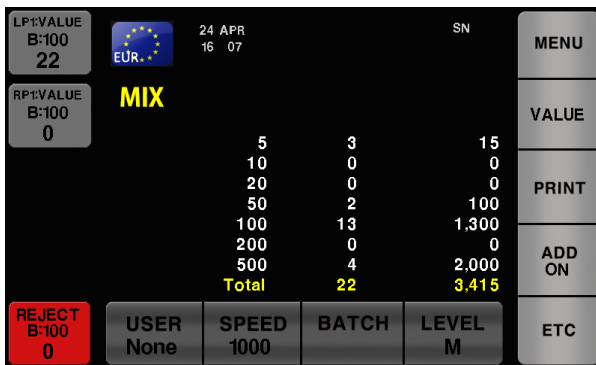 LP1:VALUE
B:100
22
EUR
24 APR
16 07
SN
MENU
RP1:VALUE
B:100
0
MIX
VALUE
5 3 15
10 0 0
20 0 0
50 2 100
100 13 1,300
200 0 0
500 4 2,000
Total 22 3,415
PRINT
ADD
ON
REJECT
B:100
0
USER
None
SPEED
1000
BATCH
LEVEL
M
ETC